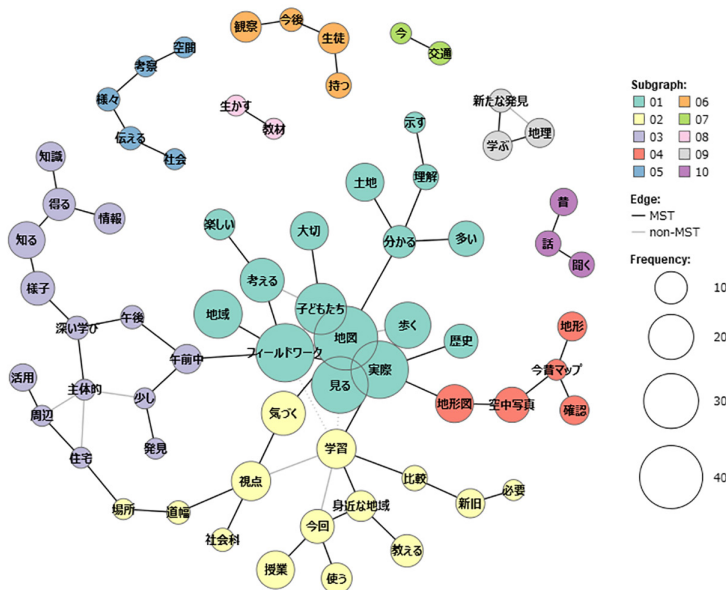 観察
今後
生徒
持つ
今
交通
空間
考察
様々
伝える
社会
生かす
教材
新たな発見
学ぶ
地理
示す
理解
土地
分かる
多い
知識
得る
情報
知る
様子
楽しい
大切
考える
子どもたち
地域
地図
歩く
フィールドワーク
実際
見る
歴史
昔
話
聞く
深い学び
午後
午前中
主体的
少し
活用
周辺
発見
住宅
地形
今昔マップ
地形図
空中写真
確認
気づく
学習
視点
比較
新旧
必要
場所
道幅
社会科
身近な地域
今回
教える
授業
使う
Subgraph:
01 06
02 07
03 08
04 09
05 10
Edge:
MST
non-MST
Frequency:
10
20
30
40